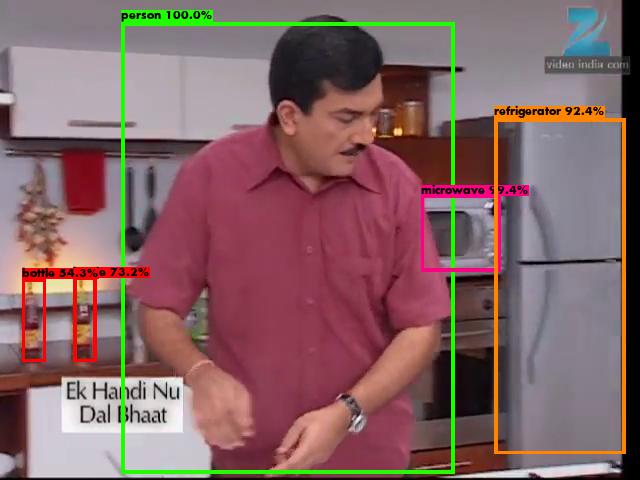 person 100.0%
Z
video india com
refrigerator 92.4%
microwave 99.4%
bottle 54.3%
e 73.2%
Ek Handi Nu
Dal Bhaat